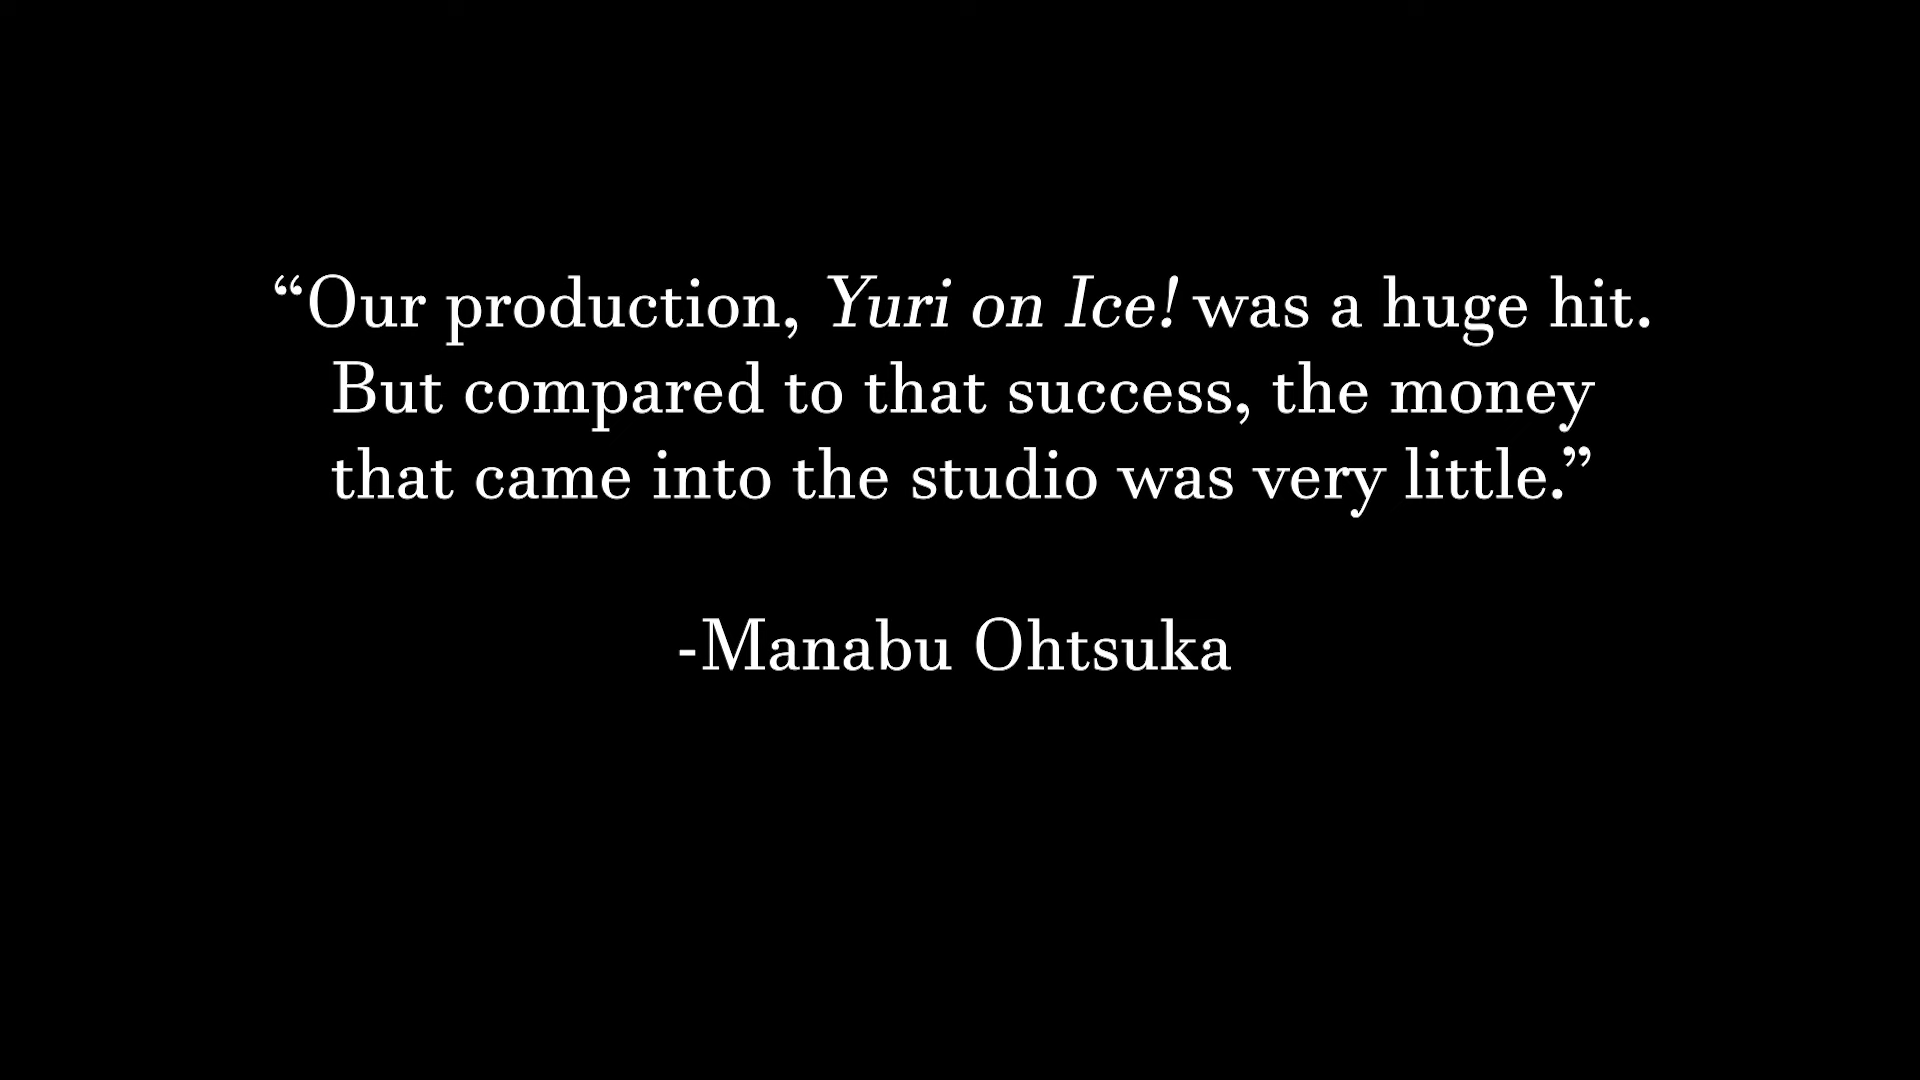 “Our production, Yuri on Ice! was a huge hit.
But compared to that success, the money
that came into the studio was very little.”
-Manabu Ohtsuka